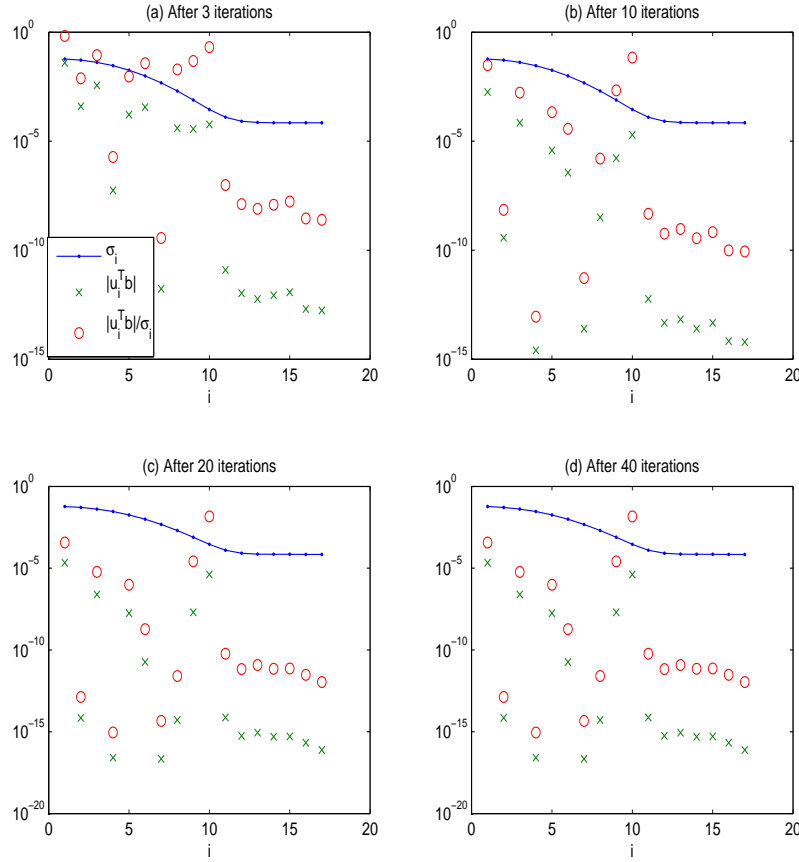 (a) After 3 iterations
10^0
10^-5
10^-10
10^-15
σ_i
|u_i^T b|
|u_i^T b|/σ_i
0 5 10 15 20
i
(b) After 10 iterations
10^0
10^-5
10^-10
10^-15
0 5 10 15 20
i
(c) After 20 iterations
10^0
10^-5
10^-10
10^-15
10^-20
0 5 10 15 20
i
(d) After 40 iterations
10^0
10^-5
10^-10
10^-15
10^-20
0 5 10 15 20
i